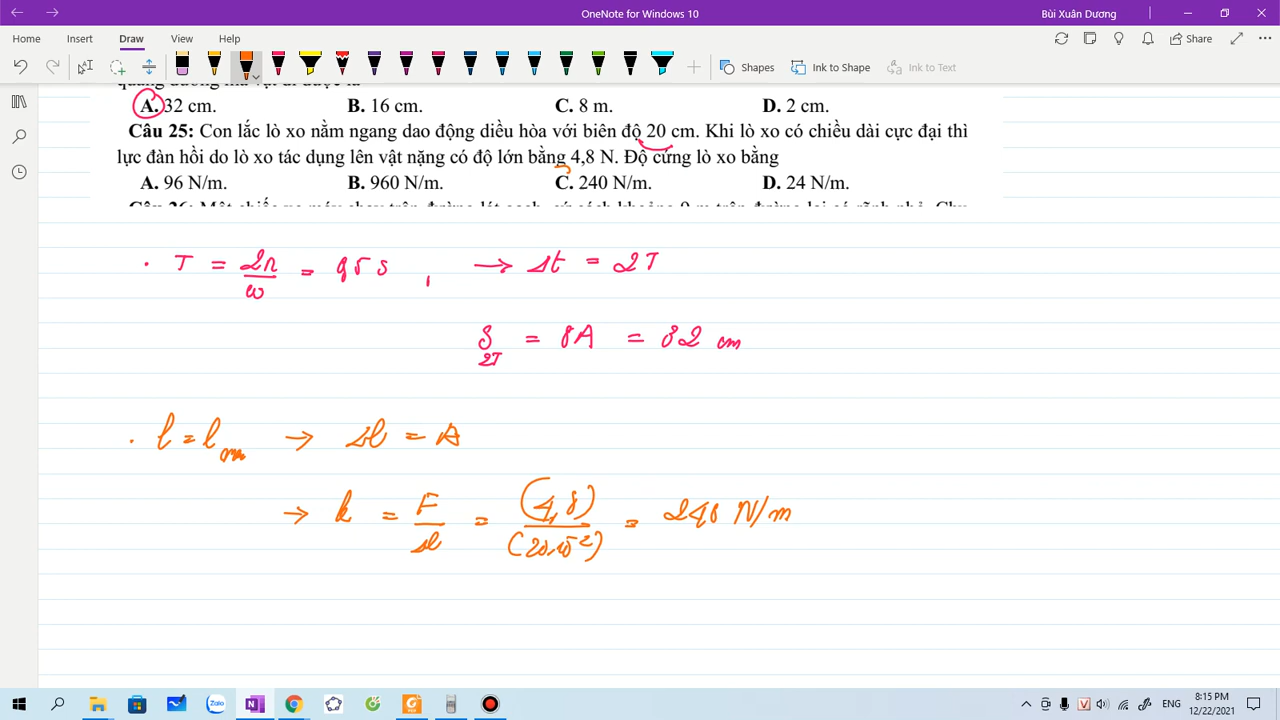 OneNote for Windows 10
Bùi Xuân Dương
Home Insert Draw View Help
Share
Shapes Ink to Shape Ink to Text
A. 32 cm. B. 16 cm. C. 8 m. D. 2 cm.
Câu 25: Con lắc lò xo nằm ngang dao động điều hòa với biên độ 20 cm. Khi lò xo có chiều dài cực đại thì
lực đàn hồi do lò xo tác dụng lên vật nặng có độ lớn bằng 4,8 N. Độ cứng lò xo bằng
A. 96 N/m. B. 960 N/m. C. 240 N/m. D. 24 N/m.
. T = 2π/ω = 0,5 s , → Δt = 2T
S2T = 8A = 32 cm
. l = lmax → Δl = A
→ k = F/Δl = (4,8)/(20.10⁻²) = 240 N/m
Zalo
8:15 PM
12/22/2021